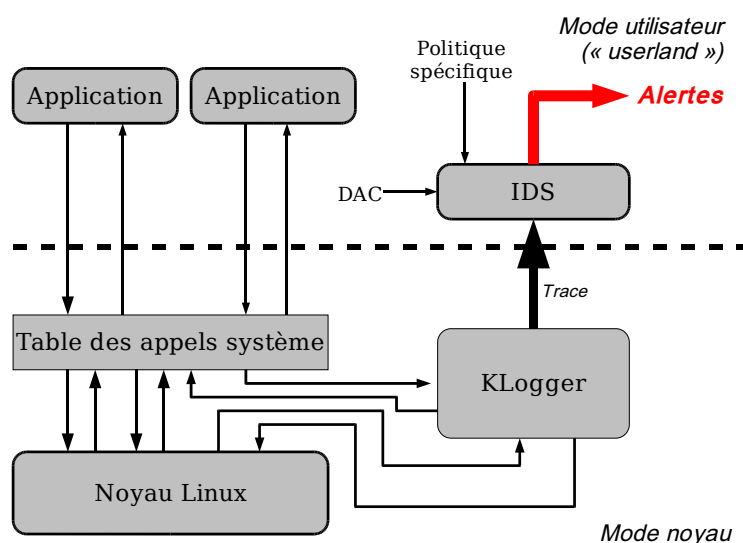 Mode utilisateur
(« userland »)
Politique
spécifique
Application
Application
Alertes
DAC
IDS
Trace
Table des appels système
KLogger
Noyau Linux
Mode noyau